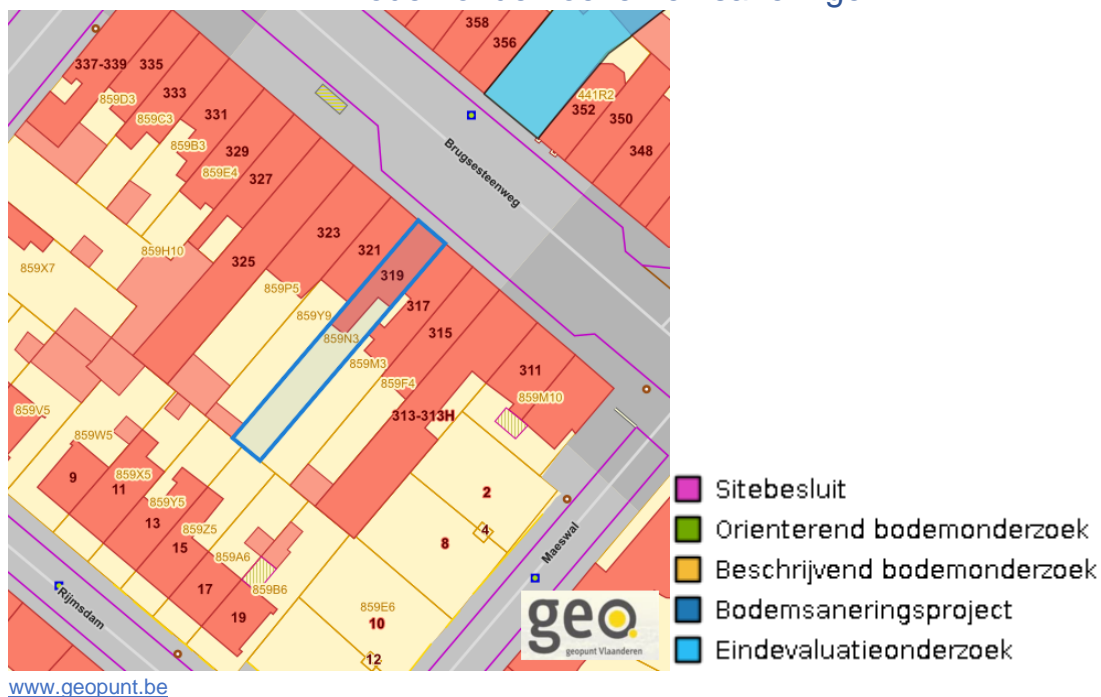 358
356
337-339 335
333
331
329
327
859D3
859C3
859B3
859E4
441R2
352
350
348
Brugsesteenweg
323
321
319
317
315
311
325
859H10
859X7
859P5
859Y9
859N3
859M3
859F4
859M10
313-313H
859V5
859W5
859X5
859Y5
859Z5
859A6
859B6
9
11
13
15
17
19
2
4
8
Maeswal
859E6
10
12
Rijmsdam
geo.
geopunt Vlaanderen
Sitebesluit
Orienterend bodemonderzoek
Beschrijvend bodemonderzoek
Bodemsaneringsproject
Eindevaluatieonderzoek
www.geopunt.be